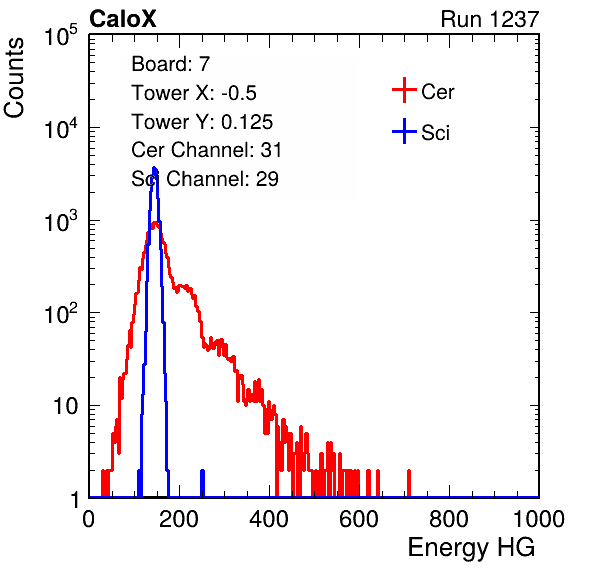 CaloX Run 1237
Counts
Board: 7
Tower X: -0.5
Tower Y: 0.125
Cer Channel: 31
Sci Channel: 29
Cer
Sci
10^5
10^4
10^3
10^2
10
1
0 200 400 600 800 1000
Energy HG